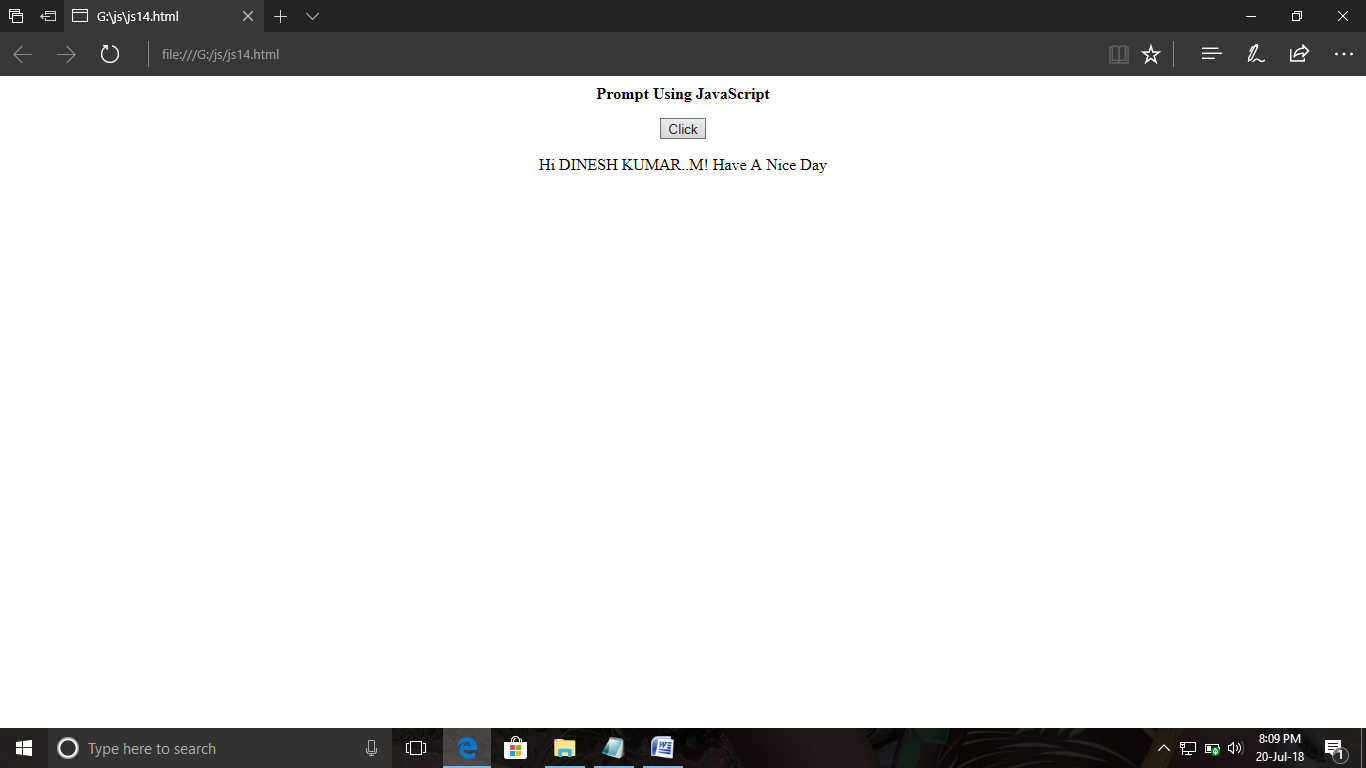 G:\js\js14.html
file:///G:/js/js14.html
Prompt Using JavaScript
Click
Hi DINESH KUMAR..M! Have A Nice Day
Type here to search
8:09 PM
20-Jul-18
1